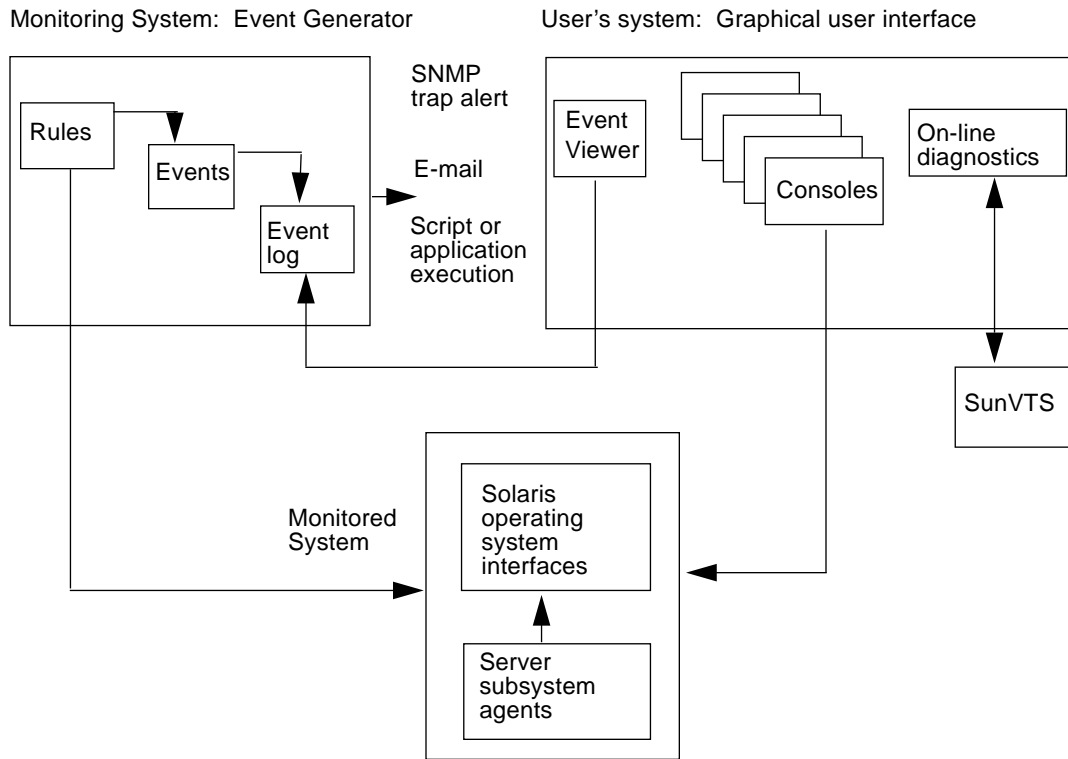 Monitoring System:  Event Generator
User's system:  Graphical user interface
SNMP
trap alert
Rules
Events
Event
log
E-mail
Script or
application
execution
Event
Viewer
Consoles
On-line
diagnostics
SunVTS
Monitored
System
Solaris
operating
system
interfaces
Server
subsystem
agents